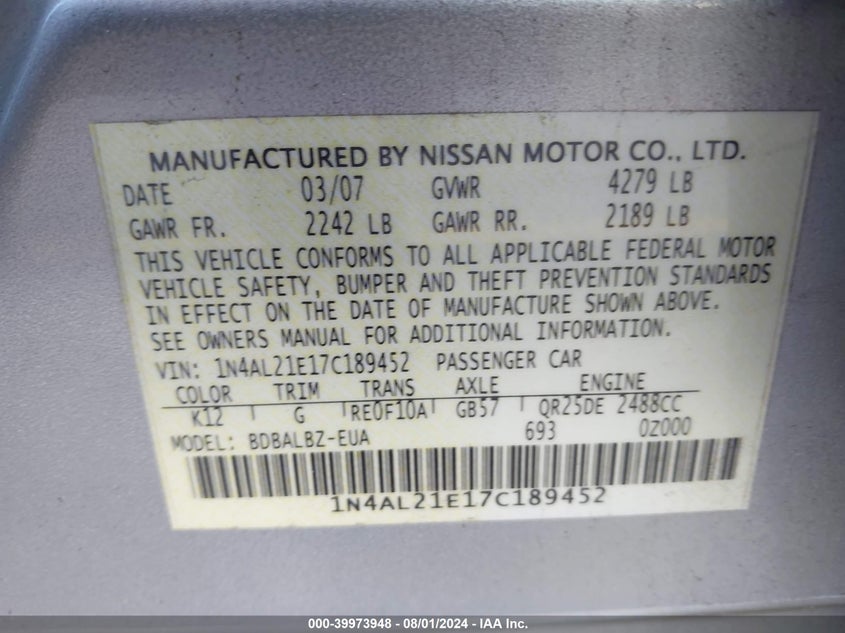 MANUFACTURED BY NISSAN MOTOR CO., LTD.
DATE 03/07 GVWR 4279 LB
GAWR FR. 2242 LB GAWR RR. 2189 LB
THIS VEHICLE CONFORMS TO ALL APPLICABLE FEDERAL MOTOR
VEHICLE SAFETY, BUMPER AND THEFT PREVENTION STANDARDS
IN EFFECT ON THE DATE OF MANUFACTURE SHOWN ABOVE.
SEE OWNERS MANUAL FOR ADDITIONAL INFORMATION.
VIN: 1N4AL21E17C189452 PASSENGER CAR
COLOR TRIM TRANS AXLE ENGINE
K12 G RE0F10A GB57 QR25DE 2488CC
MODEL: BDBALBZ-EUA 693 0Z000
1N4AL21E17C189452
000-39973948 - 08/01/2024 - IAA Inc.